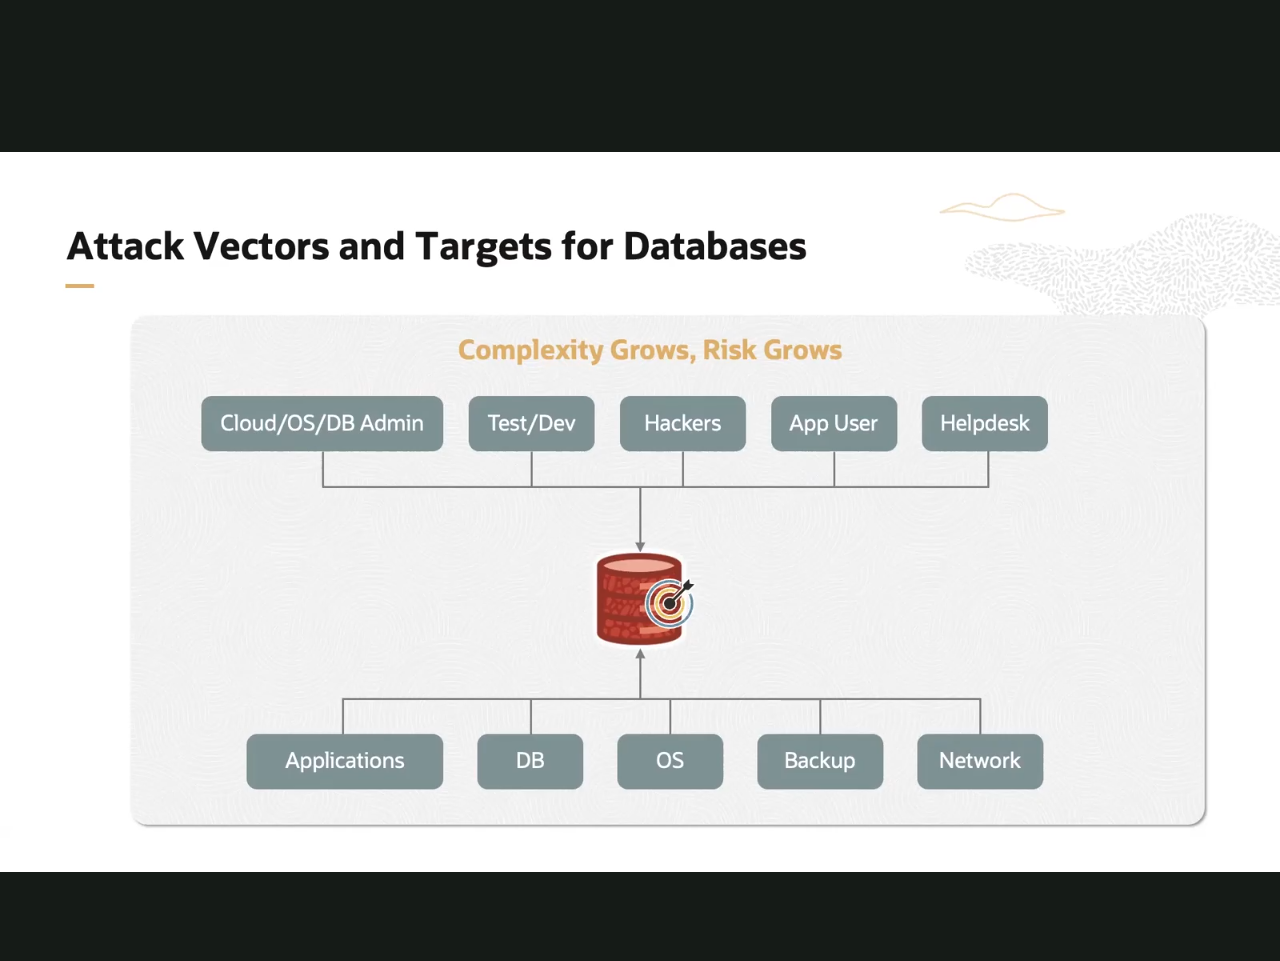 Attack Vectors and Targets for Databases
Complexity Grows, Risk Grows
Cloud/OS/DB Admin
Test/Dev
Hackers
App User
Helpdesk
Applications
DB
OS
Backup
Network